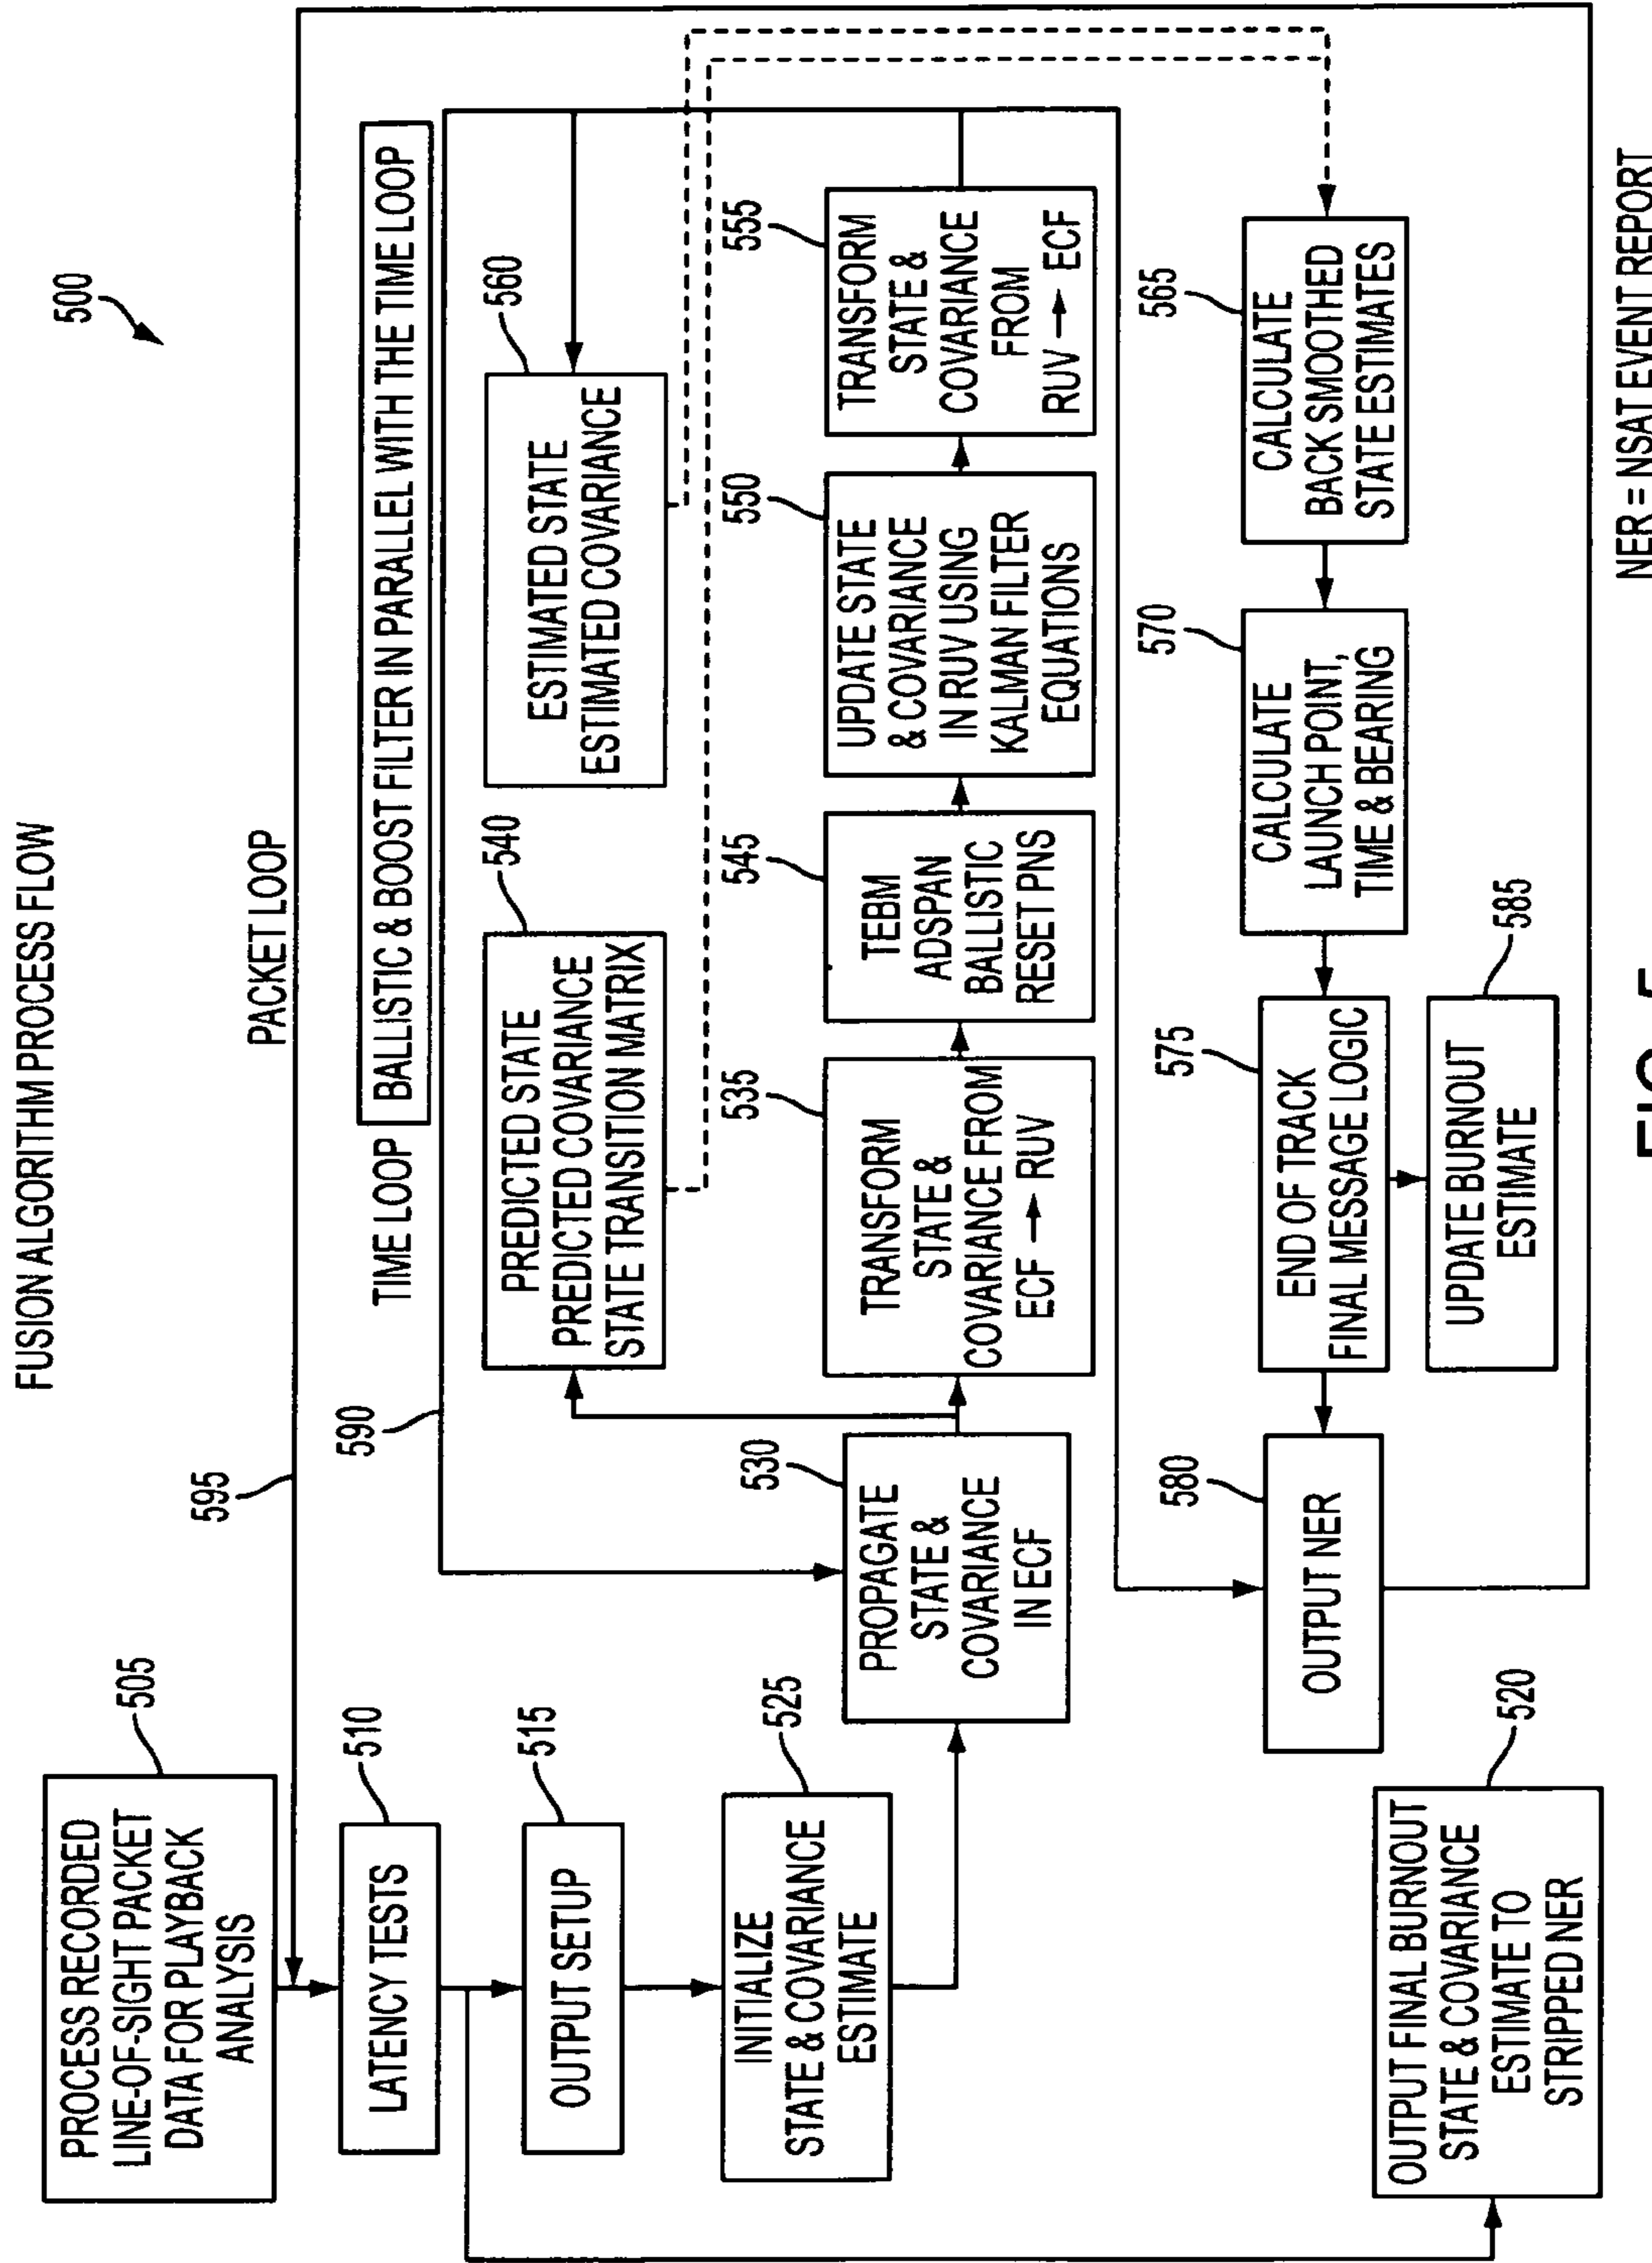 FUSION ALGORITHM PROCESS FLOW
500
PROCESS RECORDED
LINE-OF-SIGHT PACKET
DATA FOR PLAYBACK
ANALYSIS
505
595
PACKET LOOP
LATENCY TESTS
510
OUTPUT SETUP
515
INITIALIZE
STATE & COVARIANCE
ESTIMATE
525
OUTPUT FINAL BURNOUT
STATE & COVARIANCE
ESTIMATE TO
STRIPPED NER
520
590
TIME LOOP
BALLISTIC & BOOST FILTER IN PARALLEL WITH THE TIME LOOP
PREDICTED STATE
PREDICTED COVARIANCE
STATE TRANSITION MATRIX
540
ESTIMATED STATE
ESTIMATED COVARIANCE
560
PROPAGATE
STATE &
COVARIANCE
IN ECF
530
TRANSFORM
STATE &
COVARIANCE FROM
ECF → RUV
535
TEBM
ADSPAN
BALLISTIC
RESET PNS
545
UPDATE STATE
& COVARIANCE
IN RUV USING
KALMAN FILTER
EQUATIONS
550
TRANSFORM
STATE &
COVARIANCE
FROM
RUV → ECF
555
OUTPUT NER
580
END OF TRACK
FINAL MESSAGE LOGIC
575
CALCULATE
LAUNCH POINT,
TIME & BEARING
570
CALCULATE
BACK SMOOTHED
STATE ESTIMATES
565
UPDATE BURNOUT
ESTIMATE
585
NER = NSAT EVENT REPORT